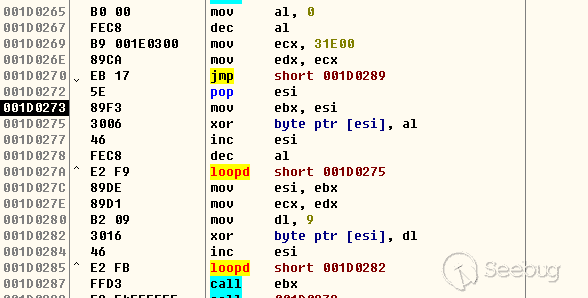 001D0265 B0 00 mov al, 0
001D0267 FEC8 dec al
001D0269 B9 001E0300 mov ecx, 31E00
001D026E 89CA mov edx, ecx
001D0270 EB 17 jmp short 001D0289
001D0272 5E pop esi
001D0273 89F3 mov ebx, esi
001D0275 3006 xor byte ptr [esi], al
001D0277 46 inc esi
001D0278 FEC8 dec al
001D027A ^ E2 F9 loopd short 001D0275
001D027C 89DE mov esi, ebx
001D027E 89D1 mov ecx, edx
001D0280 B2 09 mov dl, 9
001D0282 3016 xor byte ptr [esi], dl
001D0284 46 inc esi
001D0285 ^ E2 FB loopd short 001D0282
001D0287 FFD3 call ebx
Seebug